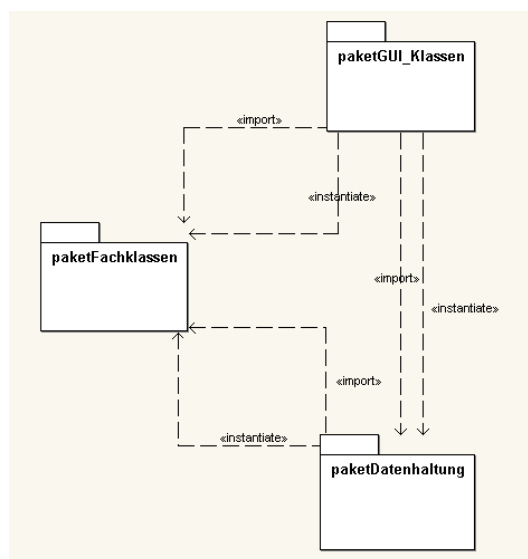 paketGUI_Klassen
«import»
«instantiate»
paketFachklassen
«import»
«instantiate»
«import»
«instantiate»
paketDatenhaltung